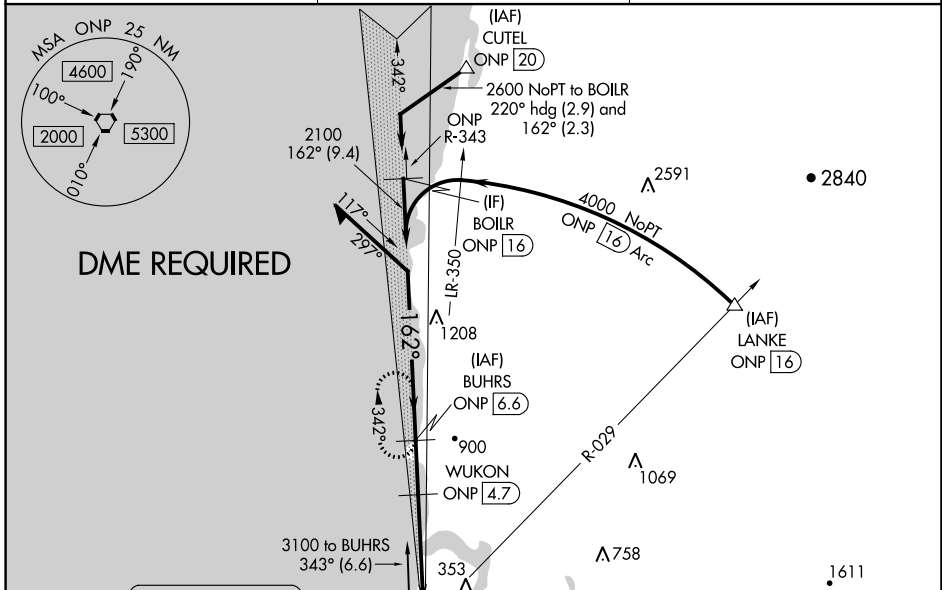 MSA ONP 25 NM
4600
190°
100°
2000
5300
010°
(IAF)
CUTEL
ONP 20
342°
2600 NoPT to BOILR
220° hdg (2.9) and
162° (2.3)
ONP
R-343
2100
162° (9.4)
2591
2840
4000 NoPT
ONP 16 Arc
(IF)
BOILR
ONP 16
117°
297°
DME REQUIRED
LR-350
162°
1208
(IAF)
LANKE
ONP 16
(IAF)
BUHRS
ONP 6.6
342°
900
R-029
1069
WUKON
ONP 4.7
3100 to BUHRS
343° (6.6)
353
758
1611